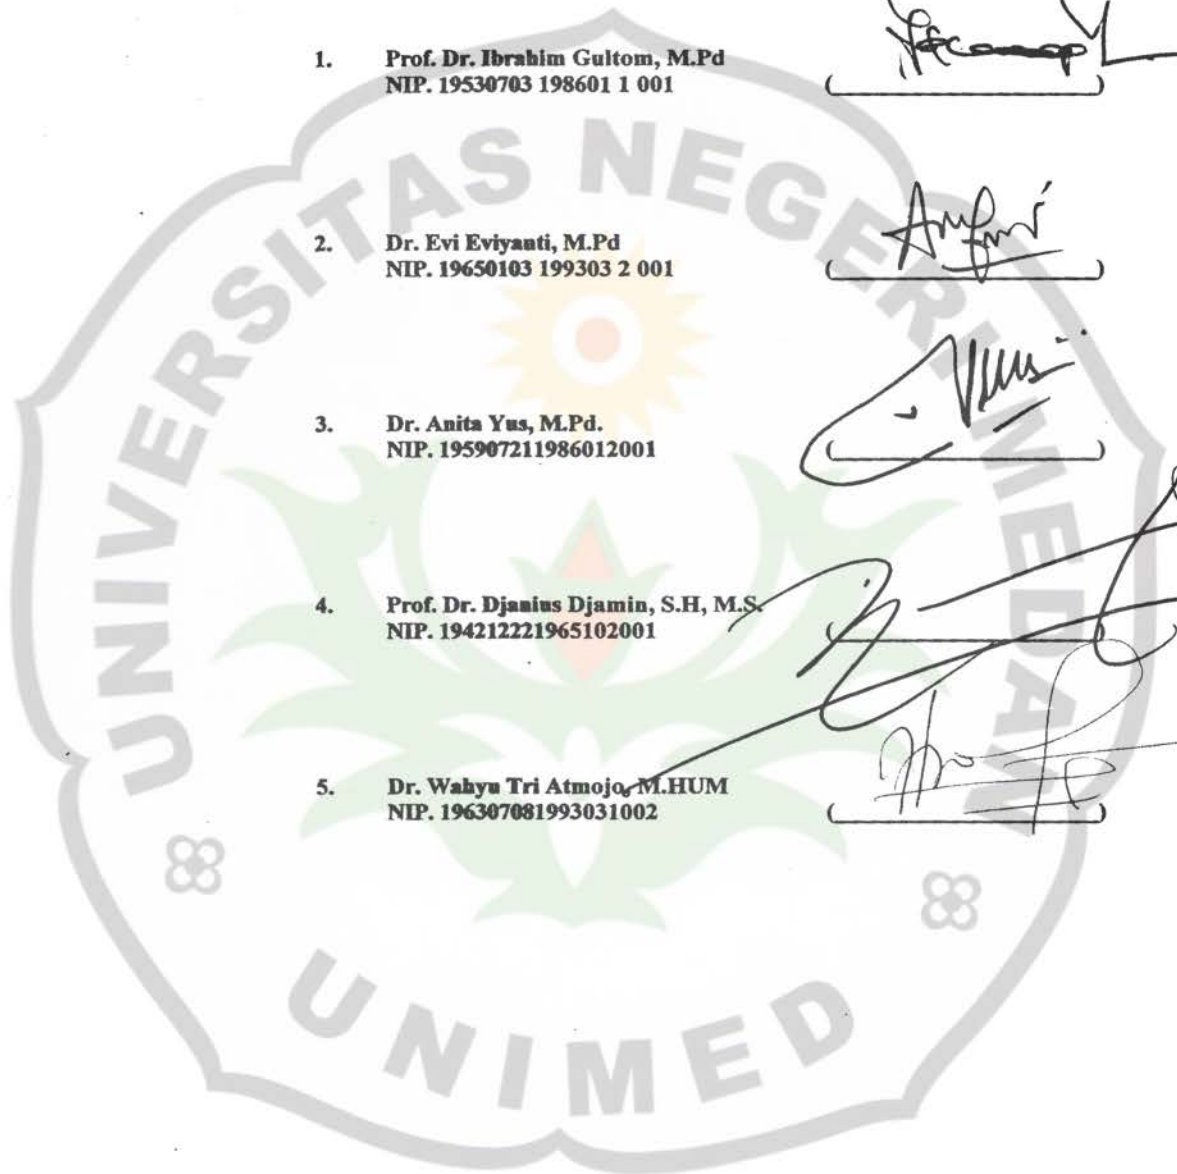 1. Prof. Dr. Ibrahim Gultom, M.Pd
NIP. 19530703 198601 1 001
2. Dr. Evi Eviyanti, M.Pd
NIP. 19650103 199303 2 001
3. Dr. Anita Yus, M.Pd.
NIP. 195907211986012001
4. Prof. Dr. Djanius Djamin, S.H, M.S.
NIP. 194212221965102001
5. Dr. Wahyu Tri Atmojo, M.HUM
NIP. 196307081993031002
UNIVERSITAS NEGERI MEDAN
UNIMED